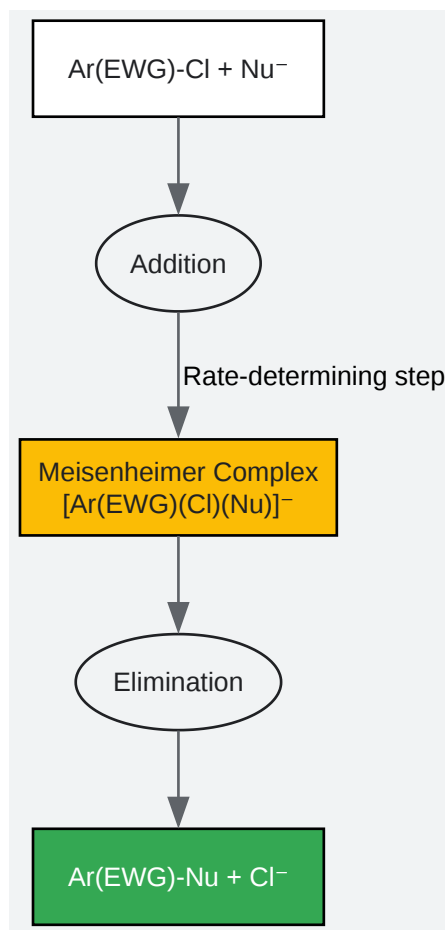 Ar(EWG)-Cl + Nu⁻
Addition
Rate-determining step
Meisenheimer Complex
[Ar(EWG)(Cl)(Nu)]⁻
Elimination
Ar(EWG)-Nu + Cl⁻